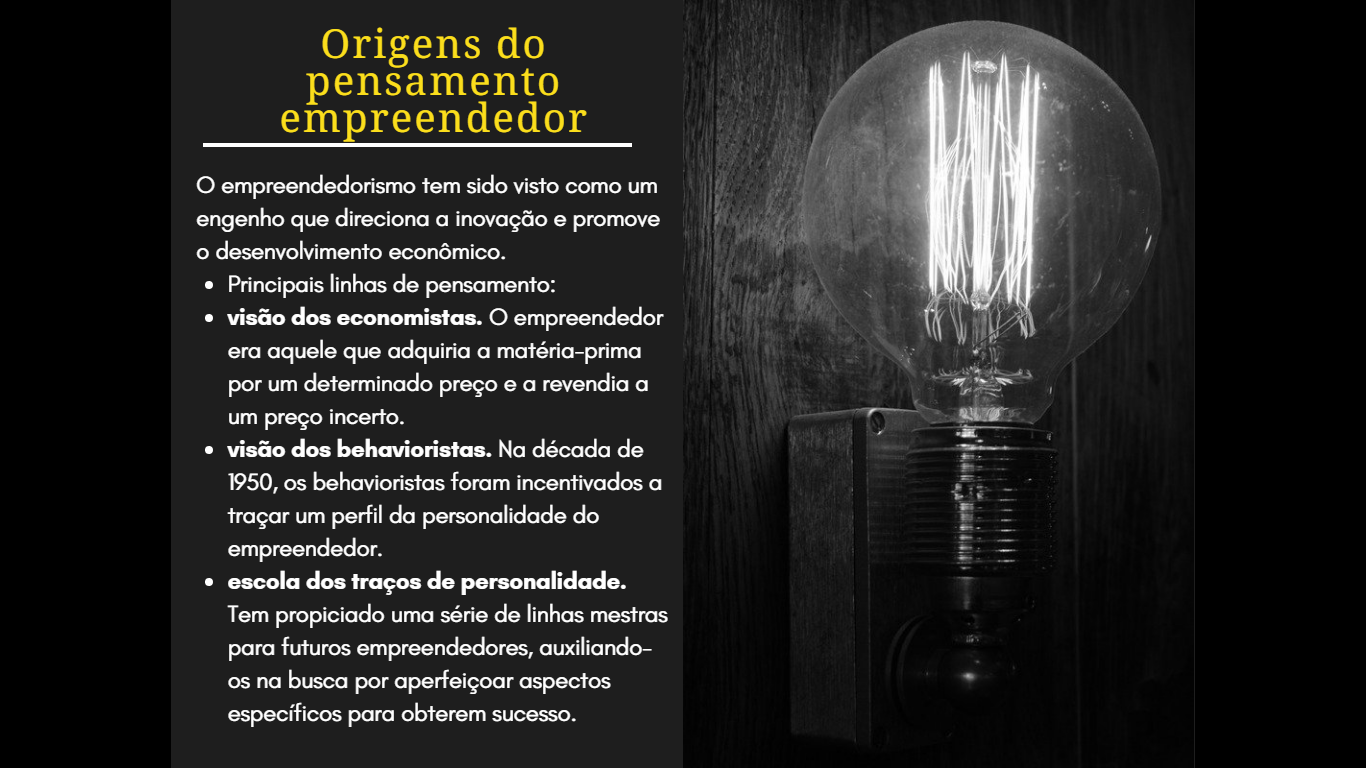 Origens do
pensamento
empreendedor
O empreendedorismo tem sido visto como um
engenho que direciona a inovação e promove
o desenvolvimento econômico.
• Principais linhas de pensamento:
• visão dos economistas. O empreendedor
era aquele que adquiria a matéria-prima
por um determinado preço e a revendia a
um preço incerto.
• visão dos behavioristas. Na década de
1950, os behavioristas foram incentivados a
traçar um perfil da personalidade do
empreendedor.
• escola dos traços de personalidade.
Tem propiciado uma série de linhas mestras
para futuros empreendedores, auxiliando-
os na busca por aperfeiçoar aspectos
específicos para obterem sucesso.